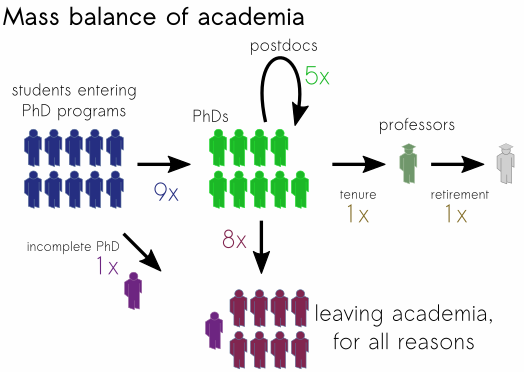 Mass balance of academia
postdocs
5x
students entering
PhD programs
PhDs
professors
9x
tenure
1x
retirement
1x
incomplete PhD
1x
8x
leaving academia,
for all reasons